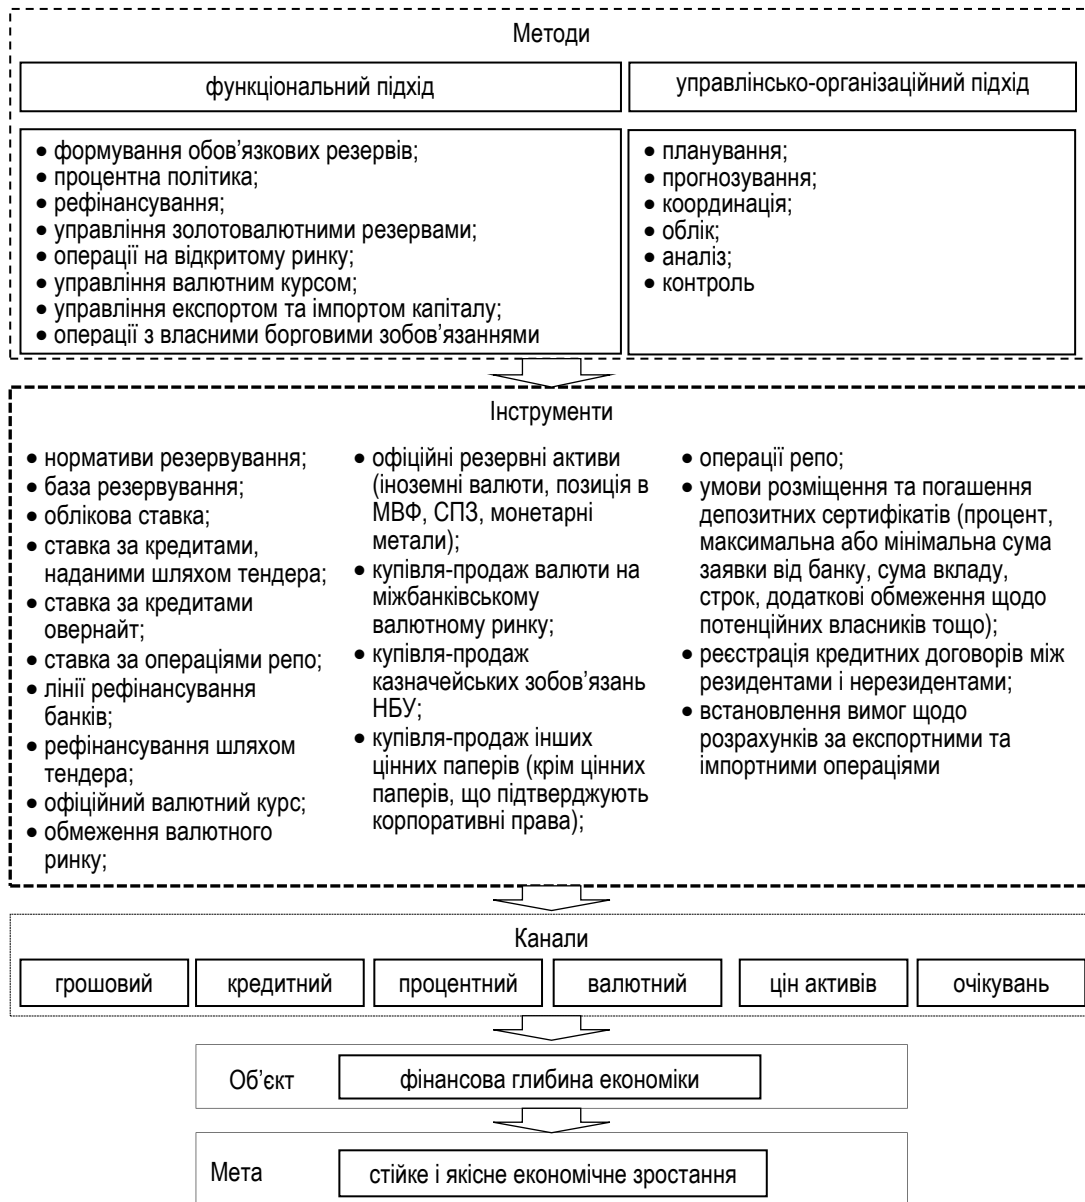 Методи
функціональний підхід
управлінсько-організаційний підхід
• формування обов’язкових резервів;
• процентна політика;
• рефінансування;
• управління золотовалютними резервами;
• операції на відкритому ринку;
• управління валютним курсом;
• управління експортом та імпортом капіталу;
• операції з власними борговими зобов’язаннями
• планування;
• прогнозування;
• координація;
• облік;
• аналіз;
• контроль
Інструменти
• нормативи резервування;
• база резервування;
• облікова ставка;
• ставка за кредитами,
наданими шляхом тендера;
• ставка за кредитами
овернайт;
• ставка за операціями репо;
• лінії рефінансування
банків;
• рефінансування шляхом
тендера;
• офіційний валютний курс;
• обмеження валютного
ринку;
• офіційні резервні активи
(іноземні валюти, позиція в
МВФ, СПЗ, монетарні
метали);
• купівля-продаж валюти на
міжбанківському
валютному ринку;
• купівля-продаж
казначейських зобов’язань
НБУ;
• купівля-продаж інших
цінних паперів (крім цінних
паперів, що підтверджують
корпоративні права);
• операції репо;
• умови розміщення та погашення
депозитних сертифікатів (процент,
максимальна або мінімальна сума
заявки від банку, сума вкладу,
строк, додаткові обмеження щодо
потенційних власників тощо);
• реєстрація кредитних договорів між
резидентами і нерезидентами;
• встановлення вимог щодо
розрахунків за експортними та
імпортними операціями
Канали
грошовий
кредитний
процентний
валютний
цін активів
очікувань
Об’єкт
фінансова глибина економіки
Мета
стійке і якісне економічне зростання